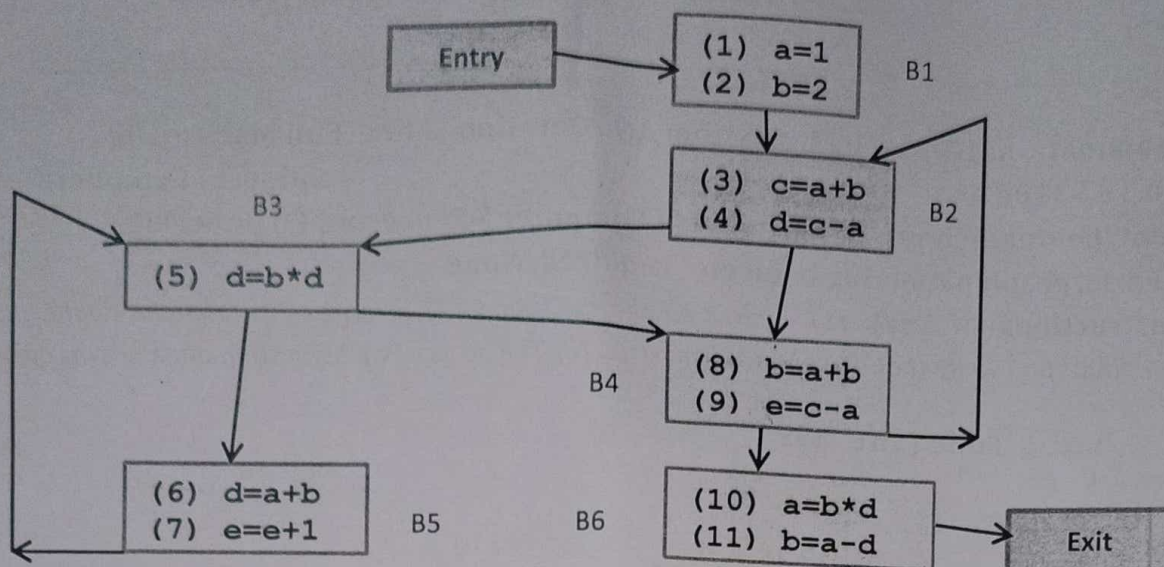 Entry
(1) a=1
(2) b=2
B1
(3) c=a+b
(4) d=c-a
B2
B3
(5) d=b*d
(8) b=a+b
(9) e=c-a
B4
(6) d=a+b
(7) e=e+1
B5
B6
(10) a=b*d
(11) b=a-d
Exit